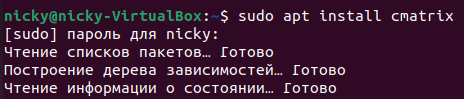 nicky@nicky-VirtualBox:~$ sudo apt install cmatrix
[sudo] пароль для nicky:
Чтение списков пакетов… Готово
Построение дерева зависимостей… Готово
Чтение информации о состоянии… Готово